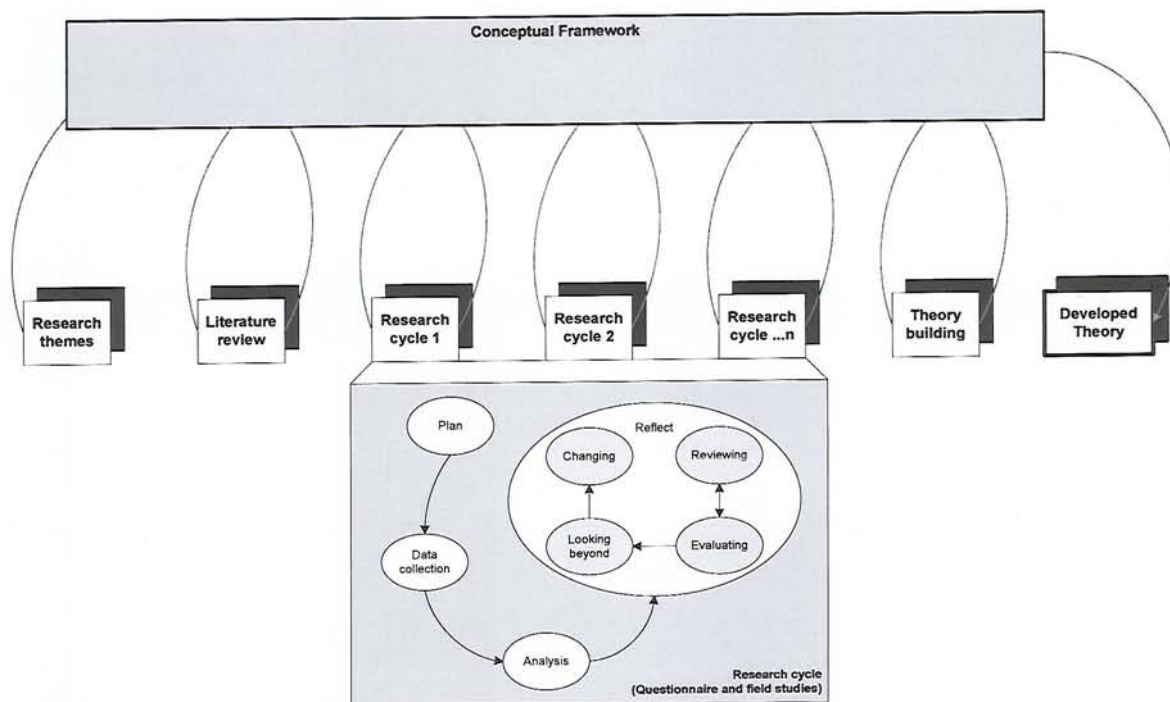 Conceptual Framework
Research
themes
Literature
review
Research
cycle 1
Research
cycle 2
Research
cycle ...n
Theory
building
Developed
Theory
Plan
Reflect
Changing
Reviewing
Data
collection
Looking
beyond
Evaluating
Analysis
Research cycle
(Questionnaire and field studies)